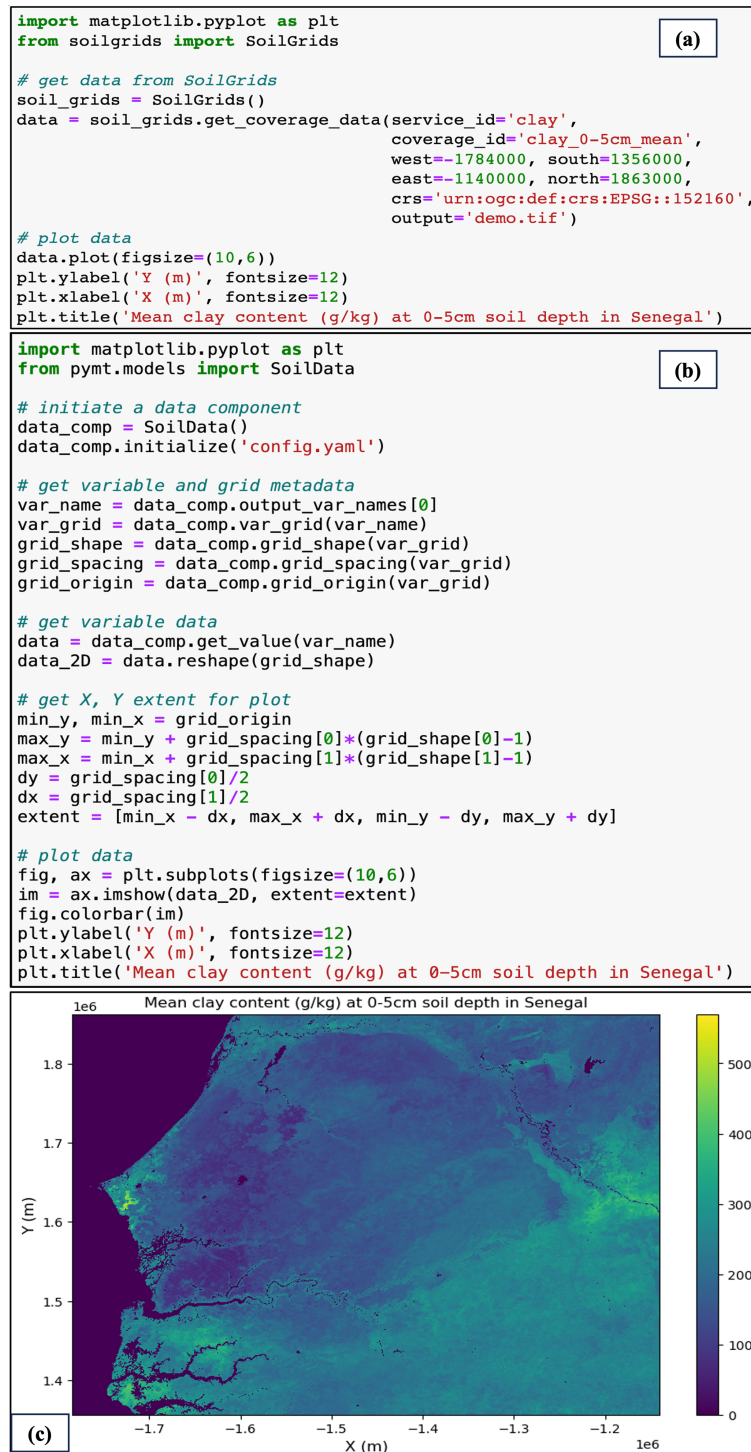 import matplotlib.pyplot as plt
from soilgrids import SoilGrids
(a)
# get data from SoilGrids
soil_grids = SoilGrids()
data = soil_grids.get_coverage_data(service_id='clay',
coverage_id='clay_0-5cm_mean',
west=-1784000, south=1356000,
east=-1140000, north=1863000,
crs='urn:ogc:def:crs:EPSG::152160',
output='demo.tif')
# plot data
data.plot(figsize=(10,6))
plt.ylabel('Y (m)', fontsize=12)
plt.xlabel('X (m)', fontsize=12)
plt.title('Mean clay content (g/kg) at 0-5cm soil depth in Senegal')
import matplotlib.pyplot as plt
from pymt.models import SoilData
(b)
# initiate a data component
data_comp = SoilData()
data_comp.initialize('config.yaml')
# get variable and grid metadata
var_name = data_comp.output_var_names[0]
var_grid = data_comp.var_grid(var_name)
grid_shape = data_comp.grid_shape(var_grid)
grid_spacing = data_comp.grid_spacing(var_grid)
grid_origin = data_comp.grid_origin(var_grid)
# get variable data
data = data_comp.get_value(var_name)
data_2D = data.reshape(grid_shape)
# get X, Y extent for plot
min_y, min_x = grid_origin
max_y = min_y + grid_spacing[0]*(grid_shape[0]-1)
max_x = min_x + grid_spacing[1]*(grid_shape[1]-1)
dy = grid_spacing[0]/2
dx = grid_spacing[1]/2
extent = [min_x - dx, max_x + dx, min_y - dy, max_y + dy]
# plot data
fig, ax = plt.subplots(figsize=(10,6))
im = ax.imshow(data_2D, extent=extent)
fig.colorbar(im)
plt.ylabel('Y (m)', fontsize=12)
plt.xlabel('X (m)', fontsize=12)
plt.title('Mean clay content (g/kg) at 0-5cm soil depth in Senegal')
Mean clay content (g/kg) at 0-5cm soil depth in Senegal
1e6
1.8
1.7
1.6
1.5
1.4
Y (m)
500
400
300
200
100
0
−1.7
−1.6
−1.5
−1.4
−1.3
−1.2
1e6
X (m)
(c)